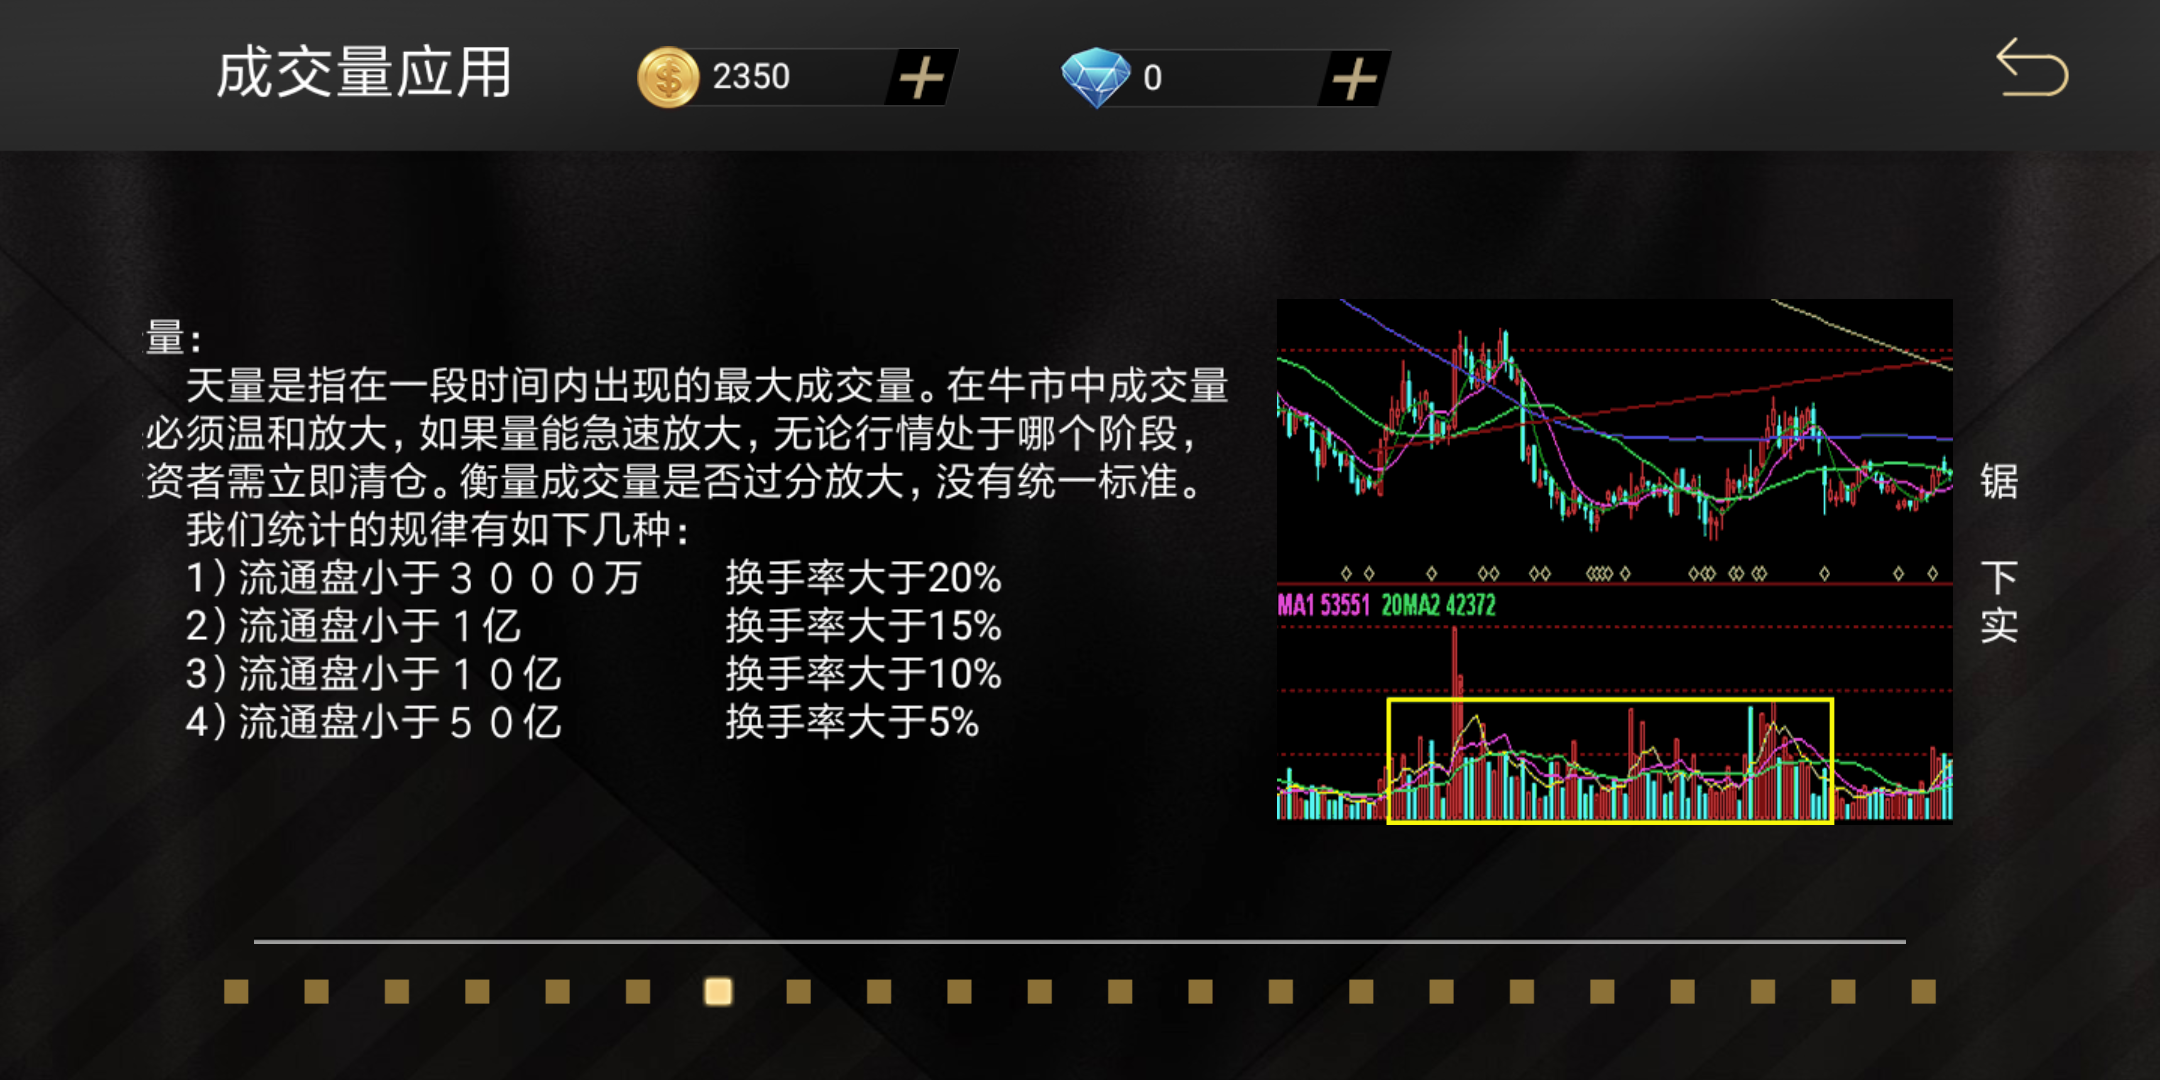 成交量应用
2350
0
量：
天量是指在一段时间内出现的最大成交量。在牛市中成交量
必须温和放大，如果量能急速放大，无论行情处于哪个阶段，
资者需立即清仓。衡量成交量是否过分放大，没有统一标准。
我们统计的规律有如下几种：
1）流通盘小于３０００万 换手率大于20%
2）流通盘小于１亿 换手率大于15%
3）流通盘小于１０亿 换手率大于10%
4）流通盘小于５０亿 换手率大于5%
MA1 53551 20MA2 42372
锯
下
实